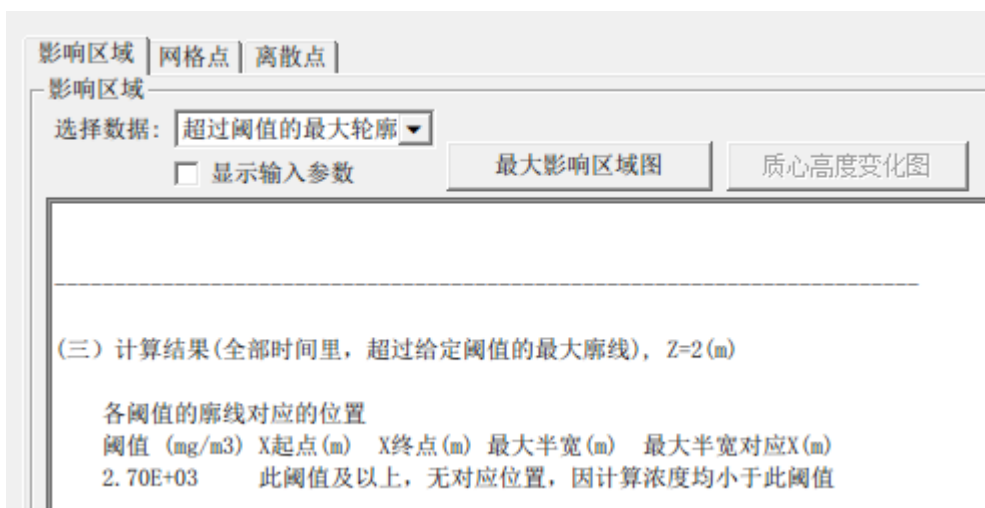 影响区域 网格点 离散点
影响区域
选择数据: 超过阈值的最大轮廓
显示输入参数 最大影响区域图 质心高度变化图
(三) 计算结果(全部时间里，超过给定阈值的最大廓线), Z=2(m)
各阈值的廓线对应的位置
阈值 (mg/m3) X起点(m) X终点(m) 最大半宽(m) 最大半宽对应X(m)
2.70E+03 此阈值及以上，无对应位置，因计算浓度均小于此阈值